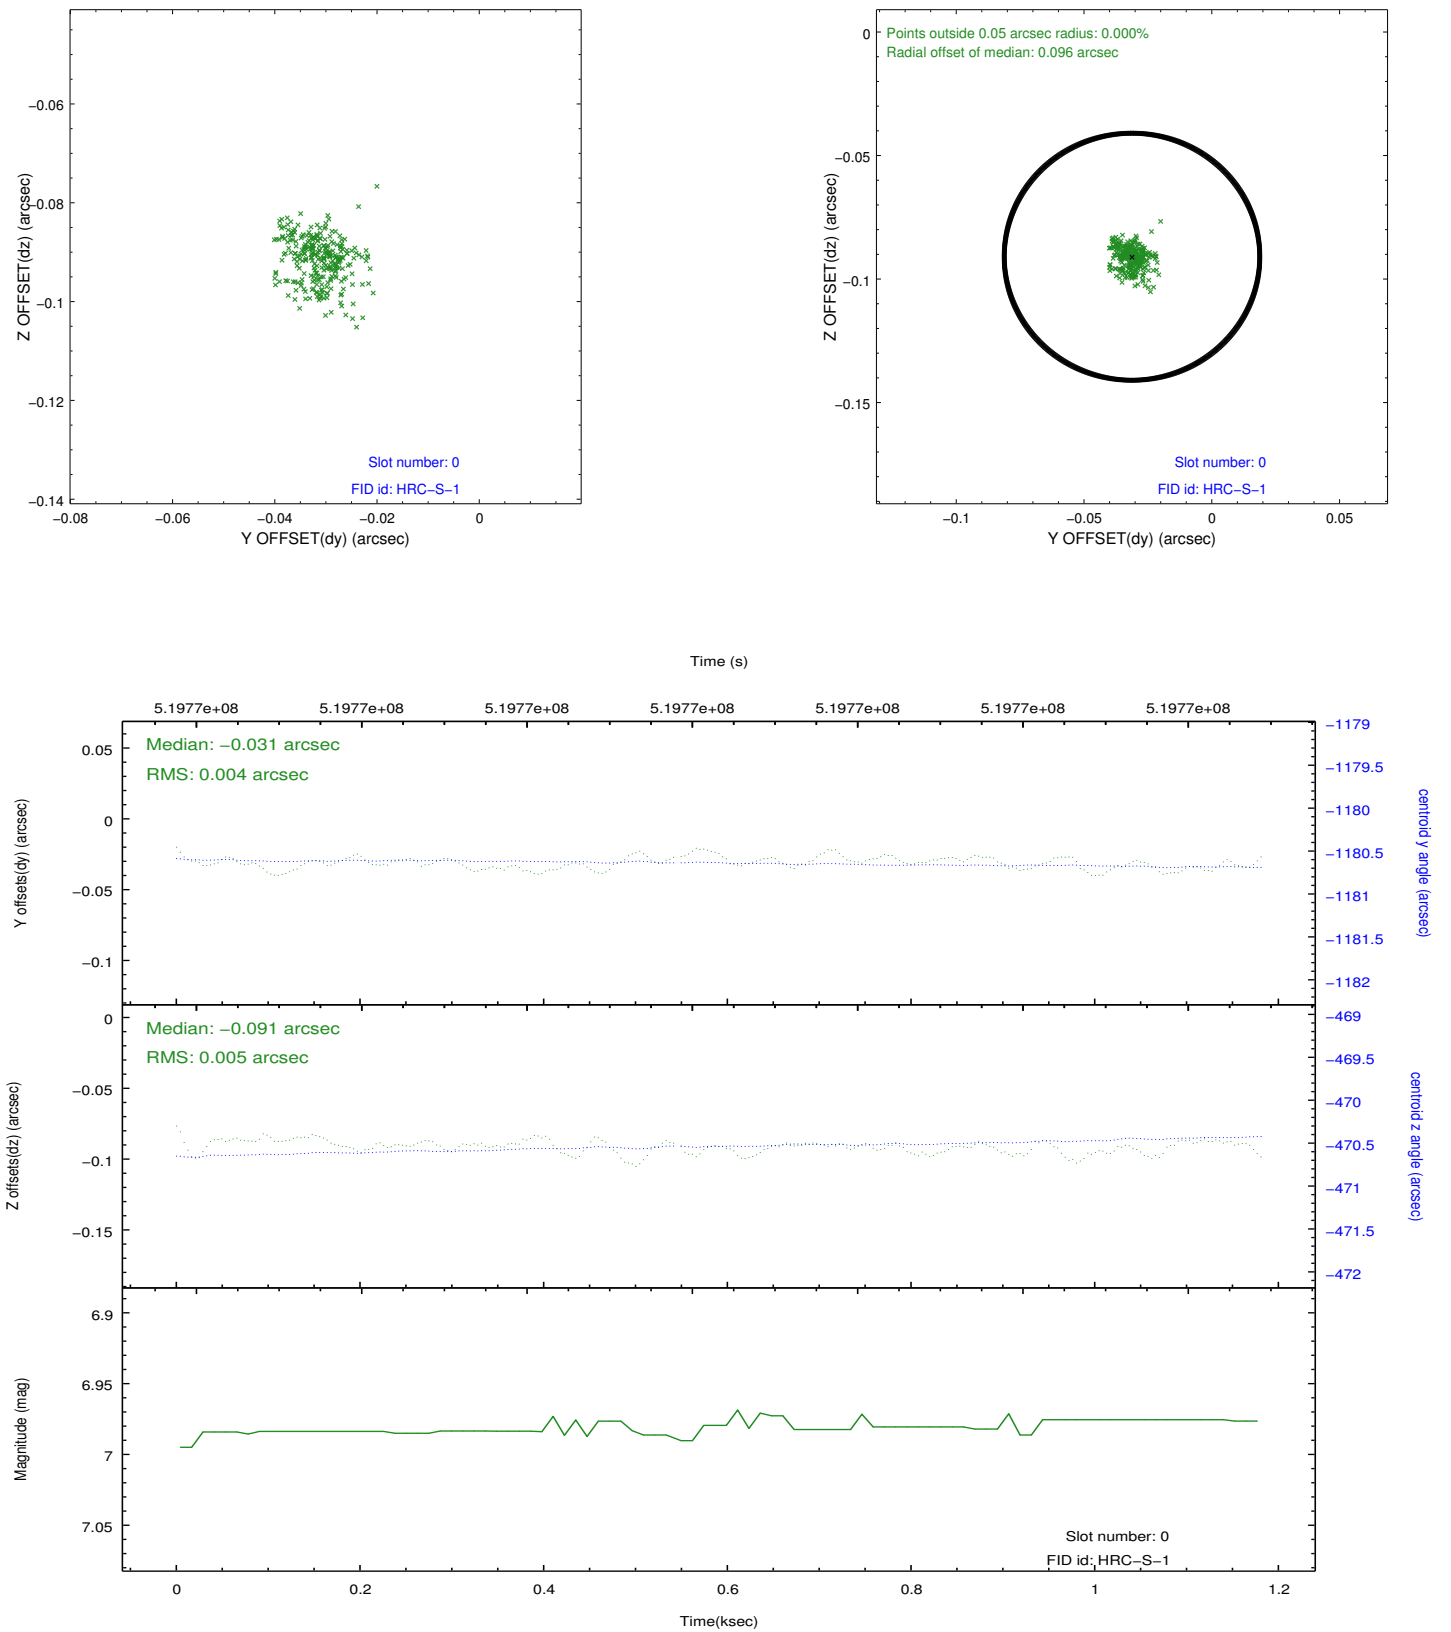 −0.06
−0.08
−0.1
−0.12
−0.14
Z OFFSET(dz) (arcsec)
Slot number: 0
FID id: HRC−S−1
−0.08 −0.06 −0.04 −0.02 0
Y OFFSET(dy) (arcsec)
Points outside 0.05 arcsec radius: 0.000%
Radial offset of median: 0.096 arcsec
0
−0.05
−0.1
−0.15
Z OFFSET(dz) (arcsec)
Slot number: 0
FID id: HRC−S−1
−0.1 −0.05 0 0.05
Y OFFSET(dy) (arcsec)
Time (s)
5.1977e+08 5.1977e+08 5.1977e+08 5.1977e+08 5.1977e+08 5.1977e+08 5.1977e+08
Median: −0.031 arcsec
RMS: 0.004 arcsec
0.05
0
−0.05
−0.1
Y offsets(dy) (arcsec)
−1179
−1179.5
−1180
−1180.5
−1181
−1181.5
−1182
centroid y angle (arcsec)
Median: −0.091 arcsec
RMS: 0.005 arcsec
0
−0.05
−0.1
−0.15
Z offsets(dz) (arcsec)
−469
−469.5
−470
−470.5
−471
−471.5
−472
centroid z angle (arcsec)
6.9
6.95
7
7.05
Magnitude (mag)
Slot number: 0
FID id: HRC−S−1
0 0.2 0.4 0.6 0.8 1 1.2
Time(ksec)